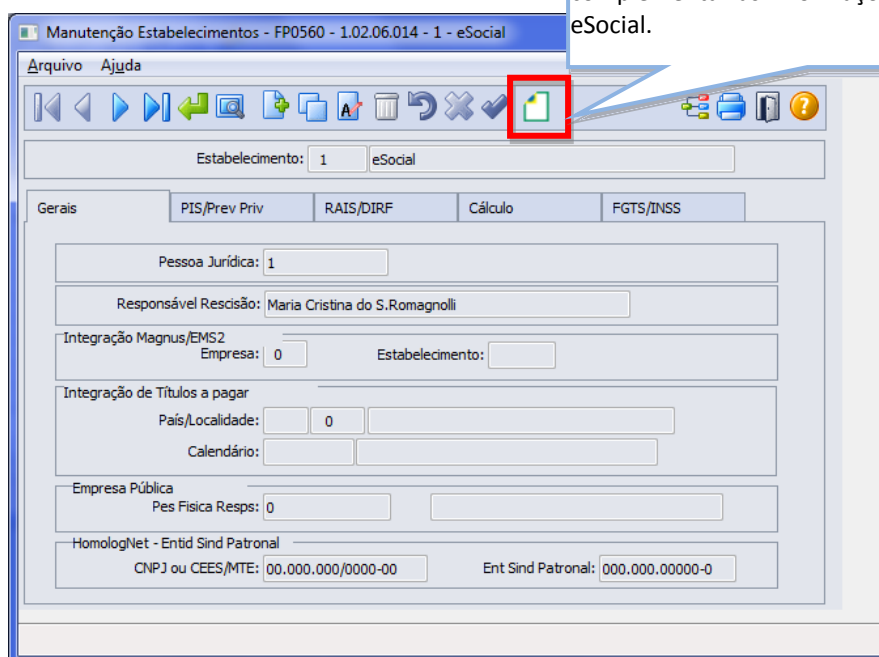 eSocial.
Manutenção Estabelecimentos - FP0560 - 1.02.06.014 - 1 - eSocial
Arquivo Ajuda
Estabelecimento: 1 eSocial
Gerais PIS/Prev Priv RAIS/DIRF Cálculo FGTS/INSS
Pessoa Jurídica: 1
Responsável Rescisão: Maria Cristina do S.Romagnolli
Integração Magnus/EMS2
Empresa: 0 Estabelecimento:
Integração de Títulos a pagar
País/Localidade: 0
Calendário:
Empresa Pública
Pes Fisica Resps: 0
HomologNet - Entid Sind Patronal
CNPJ ou CEES/MTE: 00.000.000/0000-00 Ent Sind Patronal: 000.000.00000-0